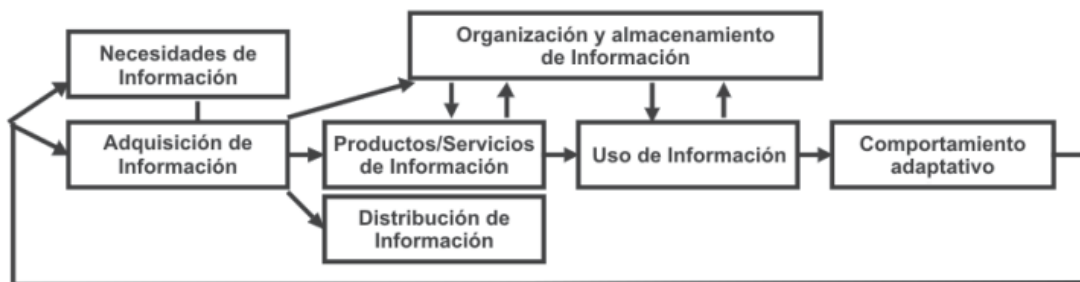 Necesidades de
Información
Organización y almacenamiento
de Información
Adquisición de
Información
Productos/Servicios
de Información
Uso de Información
Comportamiento
adaptativo
Distribución de
Información